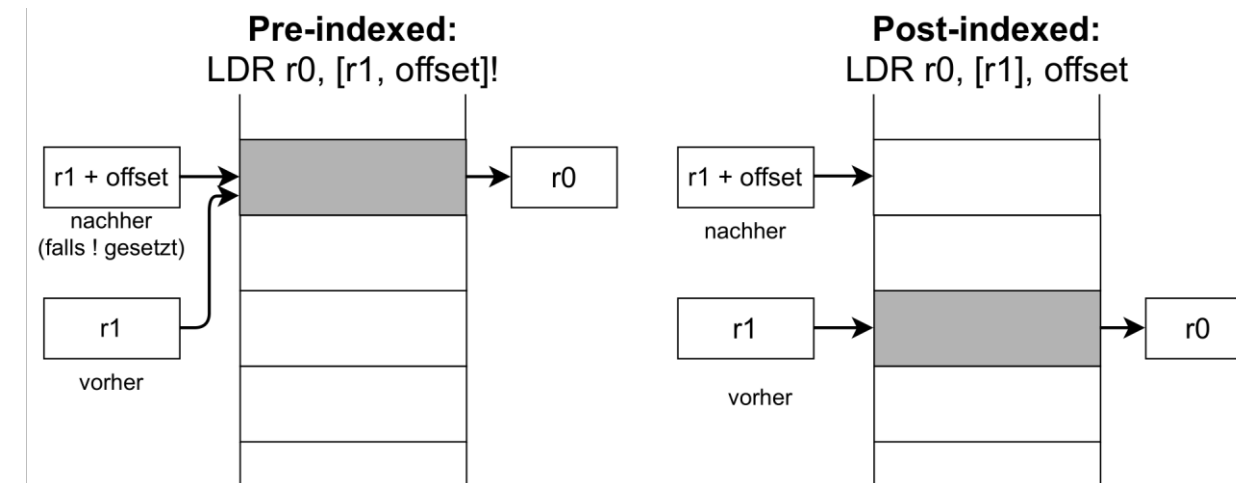 Pre-indexed:
LDR r0, [r1, offset]!
r1 + offset
nachher
(falls ! gesetzt)
r1
vorher
r0
Post-indexed:
LDR r0, [r1], offset
r1 + offset
nachher
r1
vorher
r0